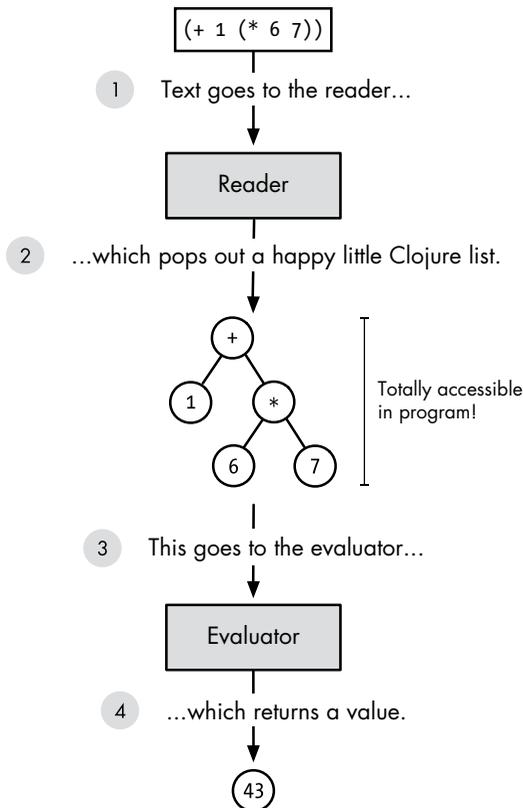 (+ 1 (* 6 7))
1 Text goes to the reader...
Reader
2 ...which pops out a happy little Clojure list.
+
1 *
6 7
Totally accessible
in program!
3 This goes to the evaluator...
Evaluator
4 ...which returns a value.
43